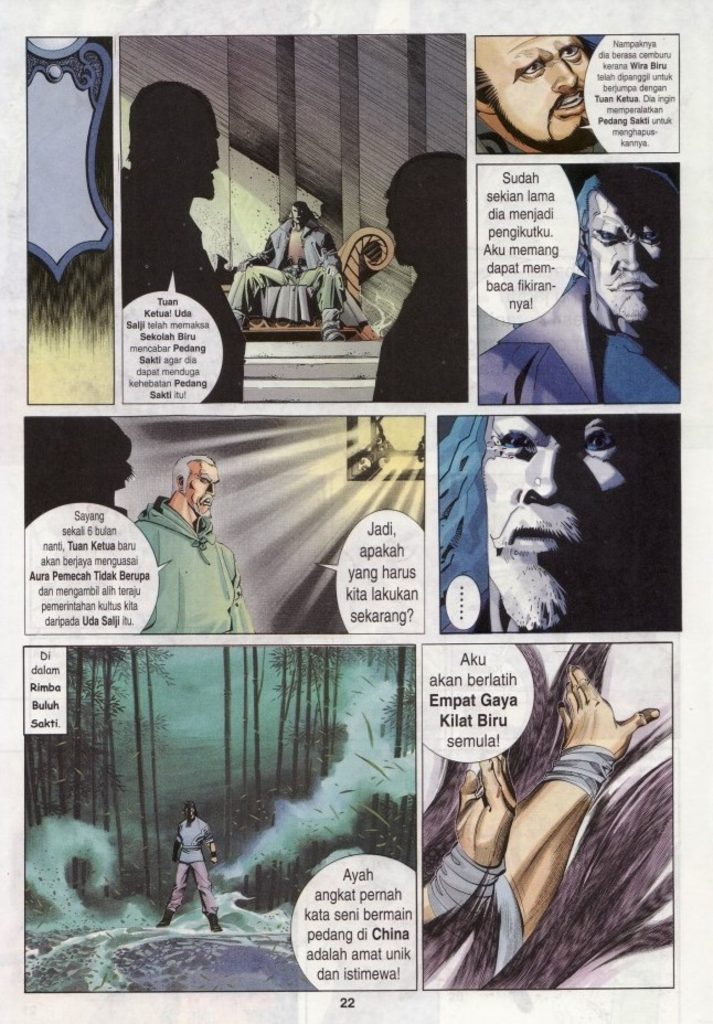 Tuan
Ketua! Uda
Salji telah memaksa
Sekolah Biru
mencabar Pedang
Sakti agar dia
dapat menduga
kehebatan Pedang
Sakti itu!
Nampaknya
dia berasa cemburu
kerana Wira Biru
telah dipanggil untuk
berjumpa dengan
Tuan Ketua. Dia ingin
memperalatkan
Pedang Sakti untuk
menghapus-
kannya.
Sudah
sekian lama
dia menjadi
pengikutku.
Aku memang
dapat mem-
baca fikiran-
nya!
Sayang
sekali 6 bulan
nanti, Tuan Ketua baru
akan berjaya menguasai
Aura Pemecah Tidak Berupa
dan mengambil alih teraju
pemerintahan kultus kita
daripada Uda Salji itu.
Jadi,
apakah
yang harus
kita lakukan
sekarang?
......
Di
dalam
Rimba
Buluh
Sakti.
Ayah
angkat pernah
kata seni bermain
pedang di China
adalah amat unik
dan istimewa!
Aku
akan berlatih
Empat Gaya
Kilat Biru
semula!
22